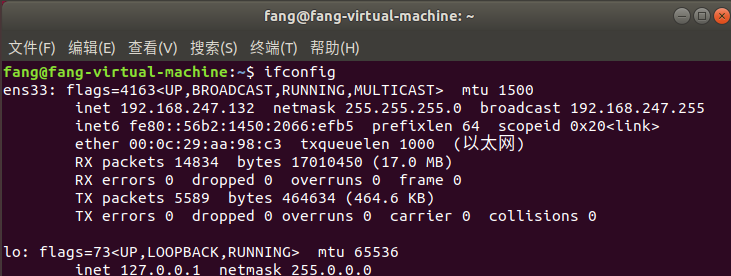 fang@fang-virtual-machine: ~
文件(F) 编辑(E) 查看(V) 搜索(S) 终端(T) 帮助(H)
fang@fang-virtual-machine:~$ ifconfig
ens33: flags=4163<UP,BROADCAST,RUNNING,MULTICAST>  mtu 1500
        inet 192.168.247.132  netmask 255.255.255.0  broadcast 192.168.247.255
        inet6 fe80::56b2:1450:2066:efb5  prefixlen 64  scopeid 0x20<link>
        ether 00:0c:29:aa:98:c3  txqueuelen 1000  (以太网)
        RX packets 14834  bytes 17010450 (17.0 MB)
        RX errors 0  dropped 0  overruns 0  frame 0
        TX packets 5589  bytes 464634 (464.6 KB)
        TX errors 0  dropped 0 overruns 0  carrier 0  collisions 0
lo: flags=73<UP,LOOPBACK,RUNNING>  mtu 65536
        inet 127.0.0.1  netmask 255.0.0.0